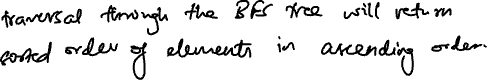 traversal through the BFS tree will return
sorted order of elements in ascending order.